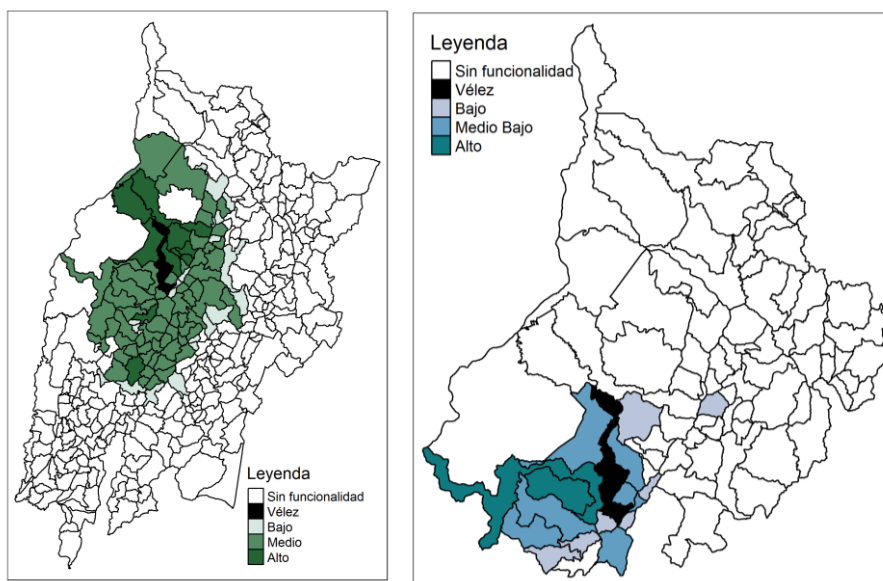 Leyenda
Sin funcionalidad
Vélez
Bajo
Medio
Alto
Leyenda
Sin funcionalidad
Vélez
Bajo
Medio Bajo
Alto